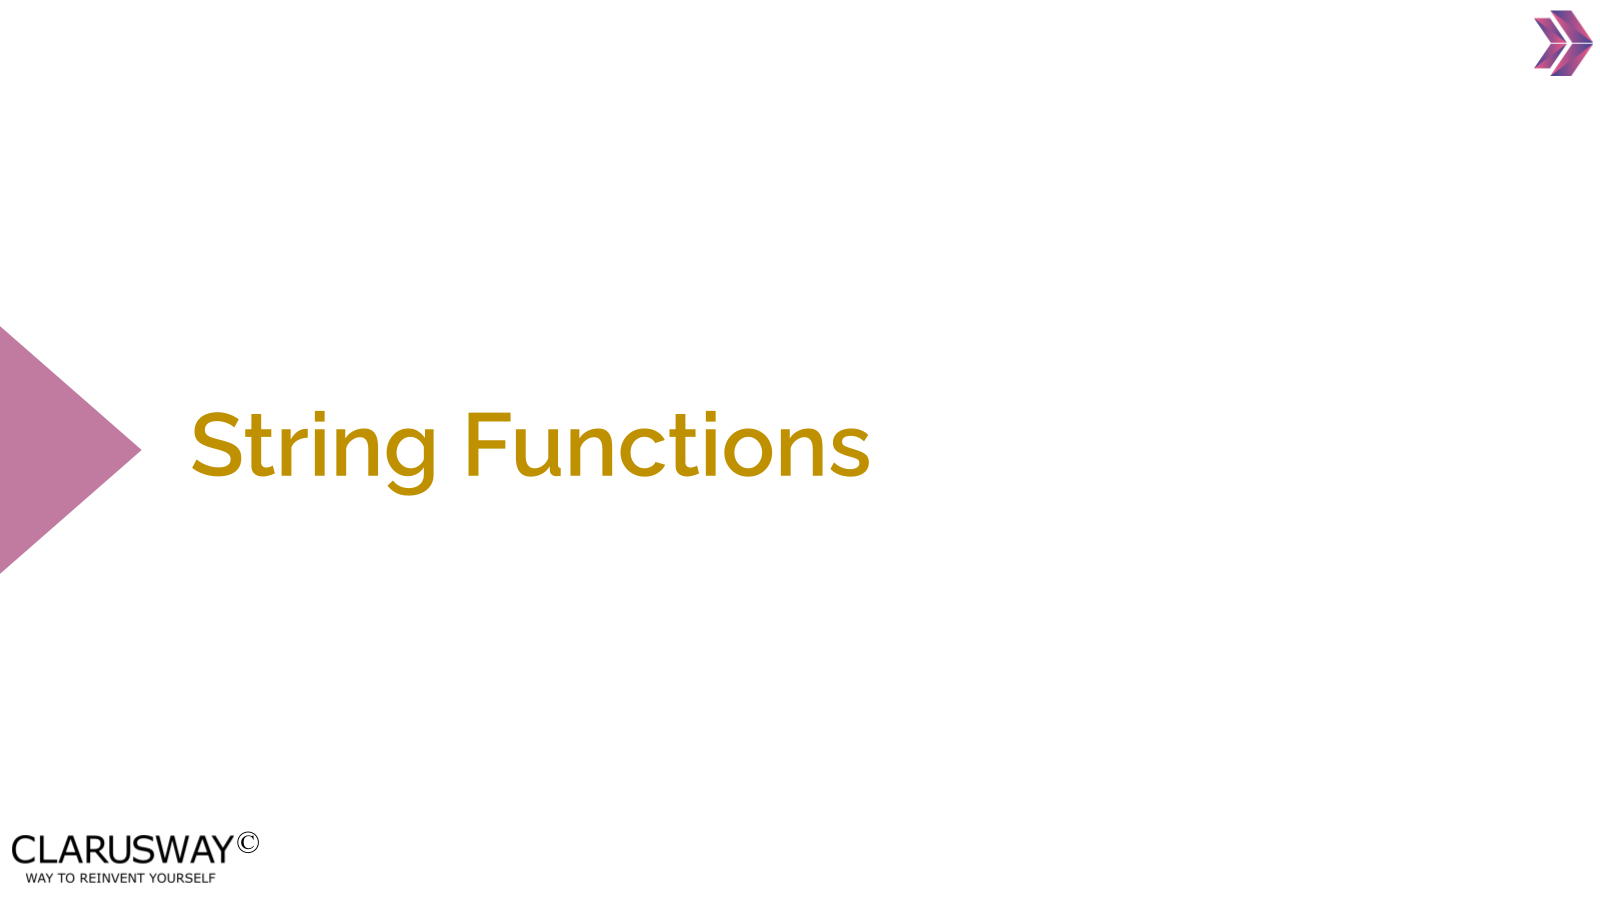 String Functions
CLARUSWAY©
WAY TO REINVENT YOURSELF